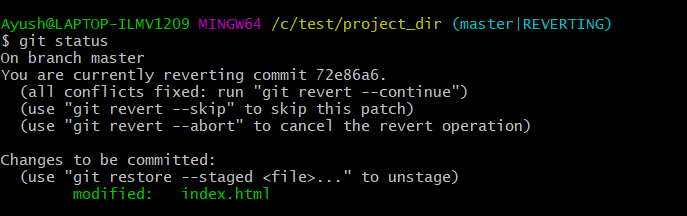 Ayush@LAPTOP-ILMV1209 MINGW64 /c/test/project_dir (master|REVERTING)
$ git status
On branch master
You are currently reverting commit 72e86a6.
  (all conflicts fixed: run "git revert --continue")
  (use "git revert --skip" to skip this patch)
  (use "git revert --abort" to cancel the revert operation)

Changes to be committed:
  (use "git restore --staged <file>..." to unstage)
        modified:   index.html